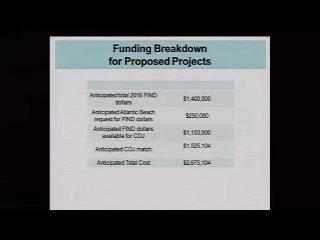 Funding Breakdown
for Proposed Projects
Anticipated total 2016 FIND
dollars
$1,400,000
Anticipated Atlantic Beach
request for FIND dollars
$250,000
Anticipated FIND dollars
available for COJ
$1,150,000
Anticipated COJ match
$1,525,104
Anticipated Total Cost
$2,675,104